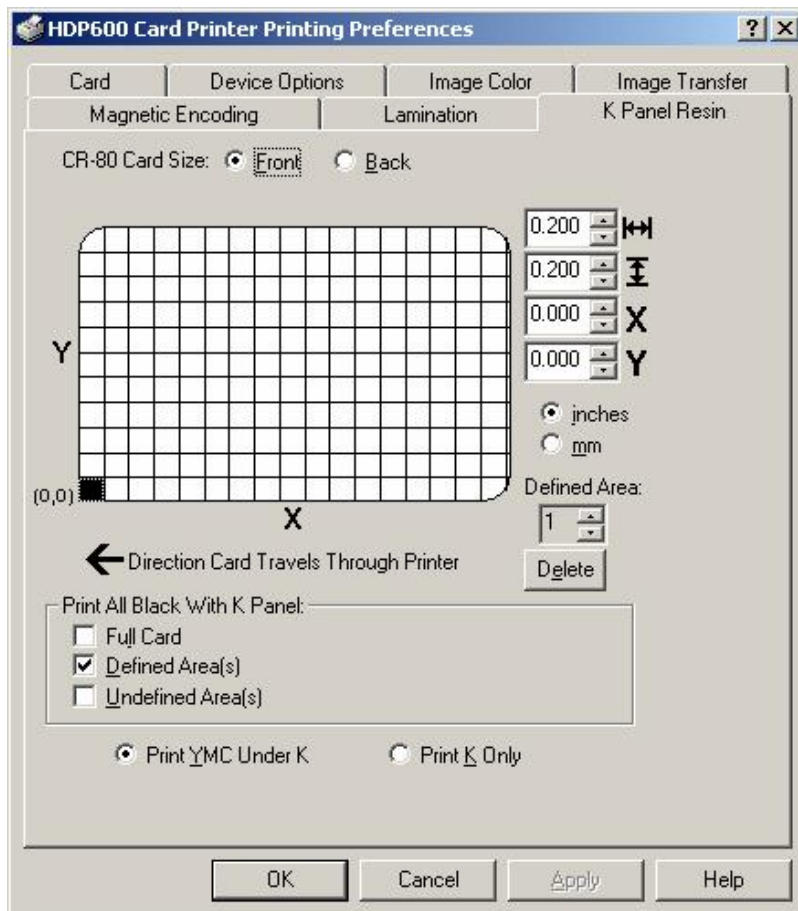 HDP600 Card Printer Printing Preferences
Card Device Options Image Color Image Transfer
Magnetic Encoding Lamination K Panel Resin
CR-80 Card Size: Front Back
0.200
0.200
0.000 X
0.000 Y
Y
inches
mm
(0,0)
X
Defined Area:
1
Direction Card Travels Through Printer
Delete
Print All Black With K Panel:
Full Card
Defined Area(s)
Undefined Area(s)
Print YMC Under K Print K Only
OK Cancel Apply Help